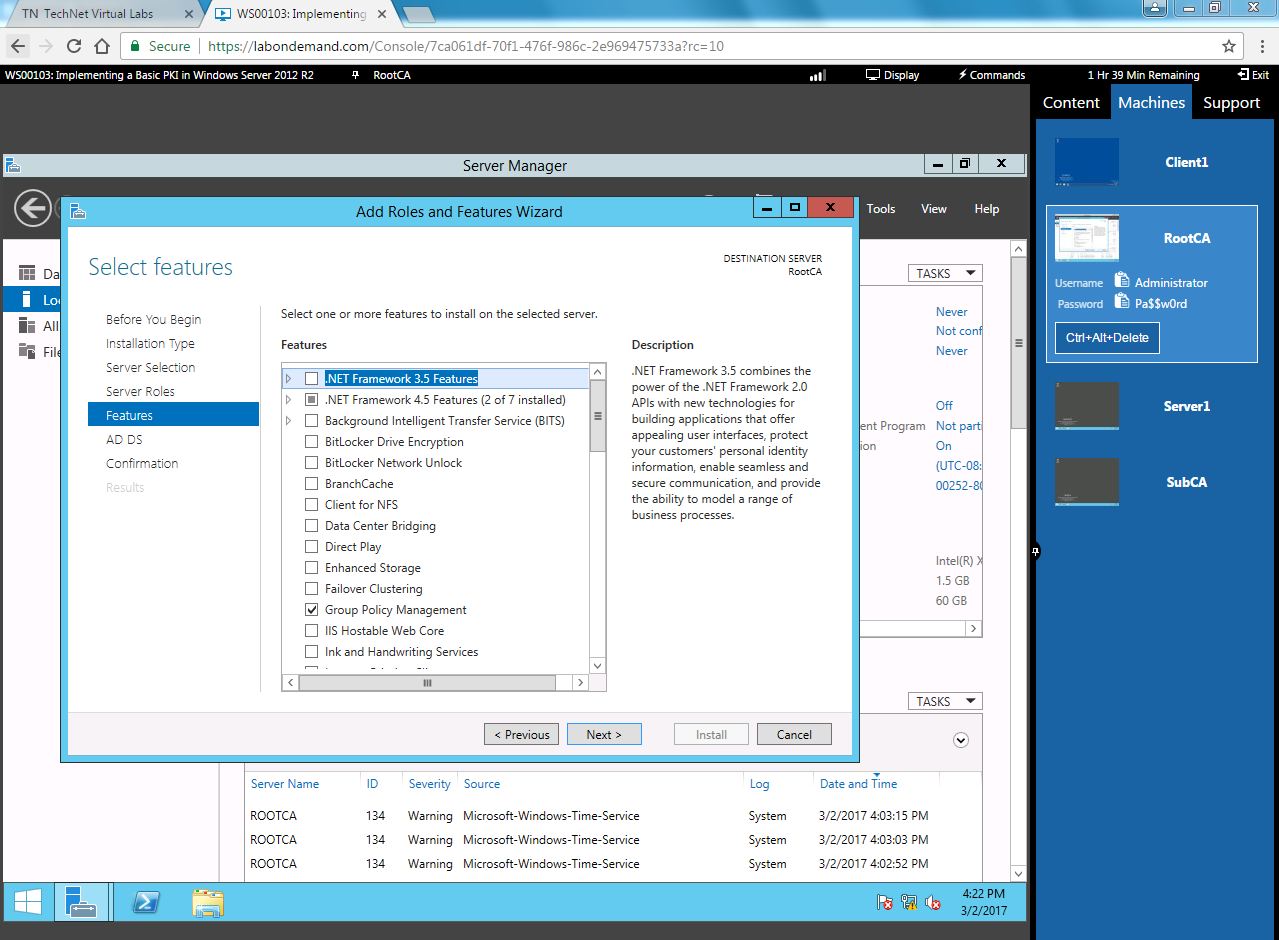 TN TechNet Virtual Labs
WS00103: Implementing
Secure
https://labondemand.com/Console/7ca061df-70f1-476f-986c-2e969475733a?rc=10
WS00103: Implementing a Basic PKI in Windows Server 2012 R2
RootCA
Display
Commands
1 Hr 39 Min Remaining
Exit
Content
Machines
Support
Server Manager
Tools
View
Help
Da
Loc
All
File
TASKS
Never
Not conf
Never
Off
ent Program
Not parti
ion
On
(UTC-08:
00252-80
Intel(R) X
1.5 GB
60 GB
TASKS
Add Roles and Features Wizard
Select features
DESTINATION SERVER
RootCA
Before You Begin
Installation Type
Server Selection
Server Roles
Features
AD DS
Confirmation
Results
Select one or more features to install on the selected server.
Features
.NET Framework 3.5 Features
.NET Framework 4.5 Features (2 of 7 installed)
Background Intelligent Transfer Service (BITS)
BitLocker Drive Encryption
BitLocker Network Unlock
BranchCache
Client for NFS
Data Center Bridging
Direct Play
Enhanced Storage
Failover Clustering
Group Policy Management
IIS Hostable Web Core
Ink and Handwriting Services
Description
.NET Framework 3.5 combines the
power of the .NET Framework 2.0
APIs with new technologies for
building applications that offer
appealing user interfaces, protect
your customers' personal identity
information, enable seamless and
secure communication, and provide
the ability to model a range of
business processes.
< Previous
Next >
Install
Cancel
Server Name ID Severity Source Log Date and Time
ROOTCA 134 Warning Microsoft-Windows-Time-Service System 3/2/2017 4:03:15 PM
ROOTCA 134 Warning Microsoft-Windows-Time-Service System 3/2/2017 4:03:03 PM
ROOTCA 134 Warning Microsoft-Windows-Time-Service System 3/2/2017 4:02:52 PM
4:22 PM
3/2/2017
Client1
RootCA
Username Administrator
Password Pa$$w0rd
Ctrl+Alt+Delete
Server1
SubCA